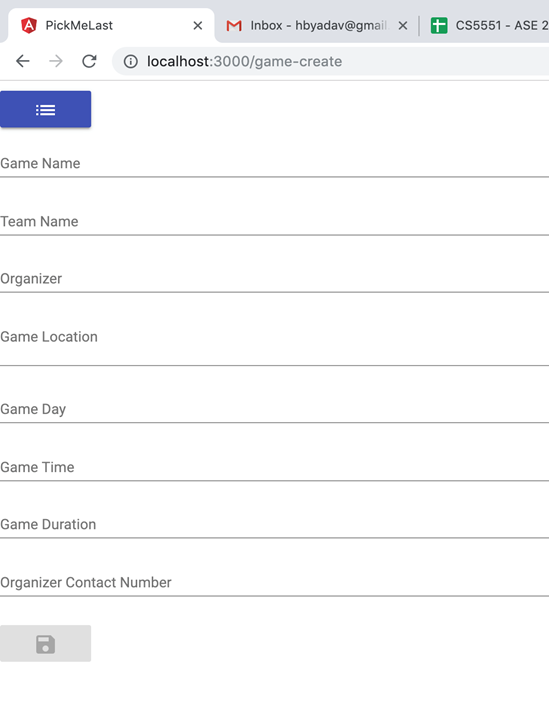 PickMeLast
Inbox - hbyadav@gmail.
CS5551 - ASE 2
localhost:3000/game-create
Game Name
Team Name
Organizer
Game Location
Game Day
Game Time
Game Duration
Organizer Contact Number